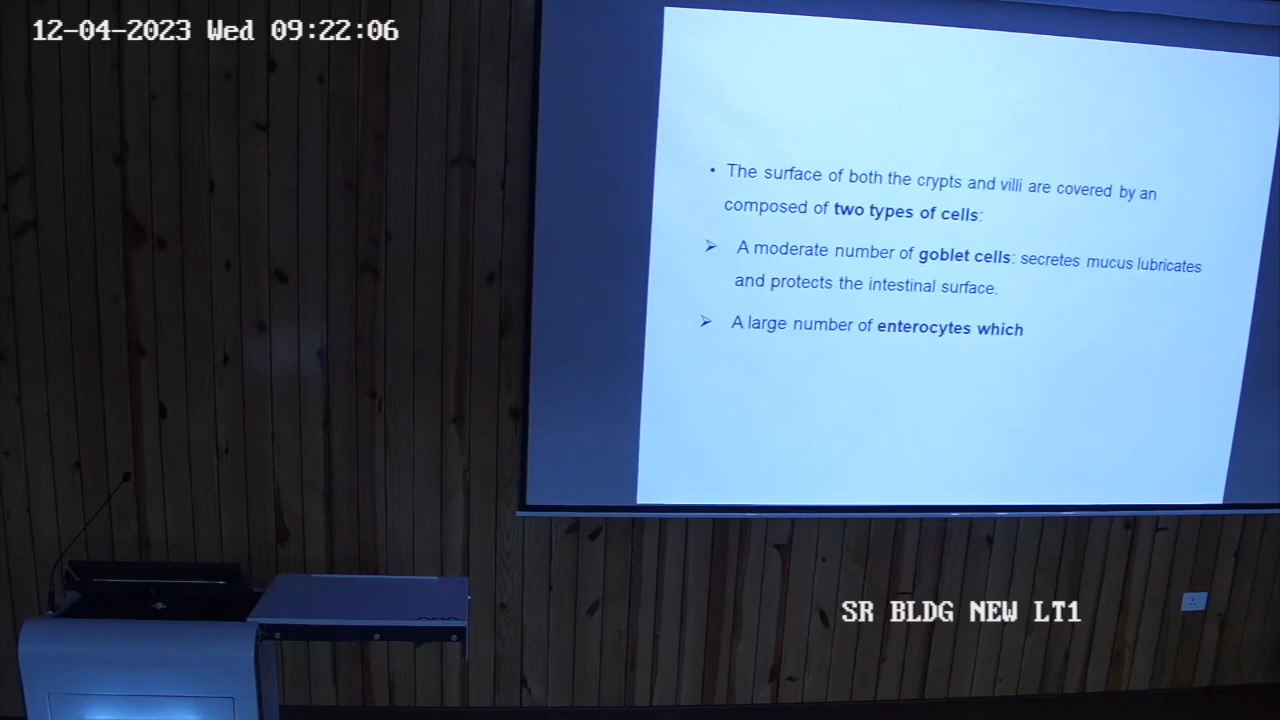 12-04-2023 Wed 09:22:06
• The surface of both the crypts and villi are covered by an
composed of two types of cells:
➢ A moderate number of goblet cells: secretes mucus lubricates
and protects the intestinal surface.
➢ A large number of enterocytes which
SR BLDG NEW LT1